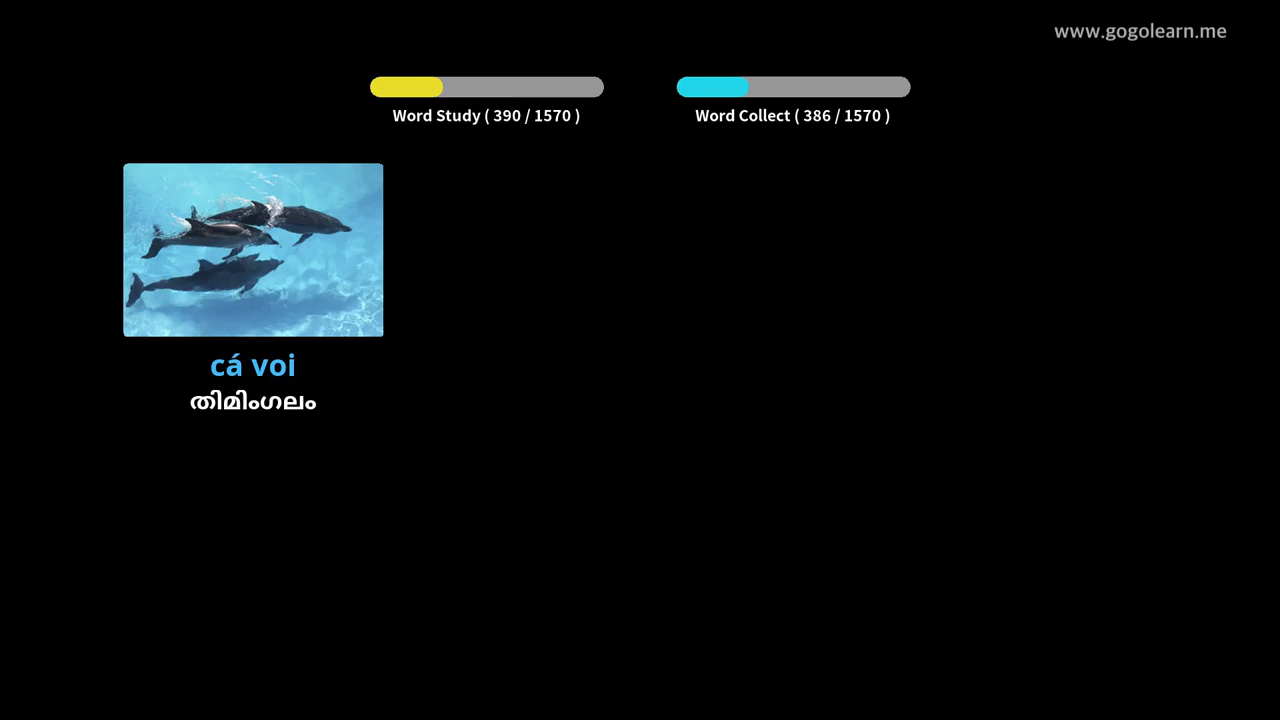 www.gogolearn.me
Word Study ( 390 / 1570 )
Word Collect ( 386 / 1570 )
cá voi
തിമിംഗലം